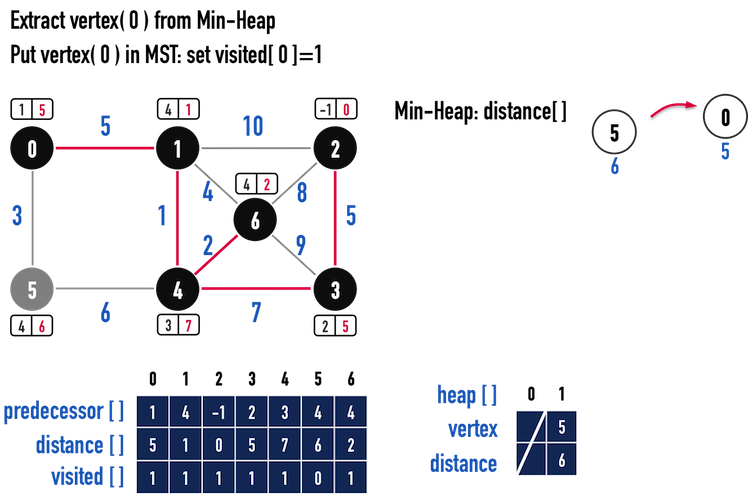 Extract vertex( 0 ) from Min-Heap
Put vertex( 0 ) in MST: set visited[ 0 ]=1
1 5
4 1
-1 0
Min-Heap: distance[ ]
5
0
6
5
5
10
0
1
2
4 2
3
4
8
1
6
5
2
9
5
4
3
6
7
4 6
3 7
2 5
0 1 2 3 4 5 6
predecessor [ ] 1 4 -1 2 3 4 4
distance [ ] 5 1 0 5 7 6 2
visited [ ] 1 1 1 1 1 0 1
heap [ ] 0 1
vertex 5
distance 6